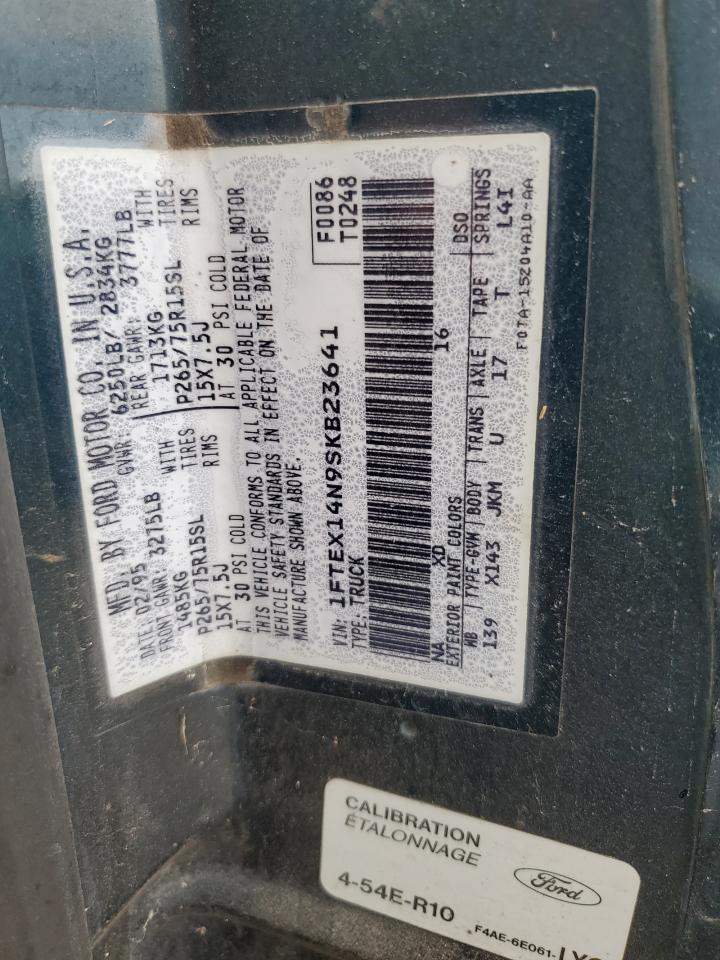 MFD. BY FORD MOTOR CO. IN U.S.A.
DATE: 02/95 GVWR: 6250LB/ 2834KG
FRONT GAWR: 3275LB REAR GAWR: 3777LB
1485KG WITH 1713KG WITH
P265/75R15SL TIRES P265/75R15SL TIRES
15X7.5J RIMS 15X7.5J RIMS
AT 30 PSI COLD AT 30 PSI COLD
THIS VEHICLE CONFORMS TO ALL APPLICABLE FEDERAL MOTOR
VEHICLE SAFETY STANDARDS IN EFFECT ON THE DATE OF
MANUFACTURE SHOWN ABOVE.
VIN: 1FTEX14N9SKB23641 F0086
TYPE: TRUCK T0248
NA XD 16
EXTERIOR PAINT COLORS DSO
WB TYPE-GVW BODY TRANS AXLE TAPE SPRINGS
139 X143 JKM U 17 T L4I
F0TA-15204A10-AA
CALIBRATION
ÉTALONNAGE
4-54E-R10
Ford
F4AE-6E061-